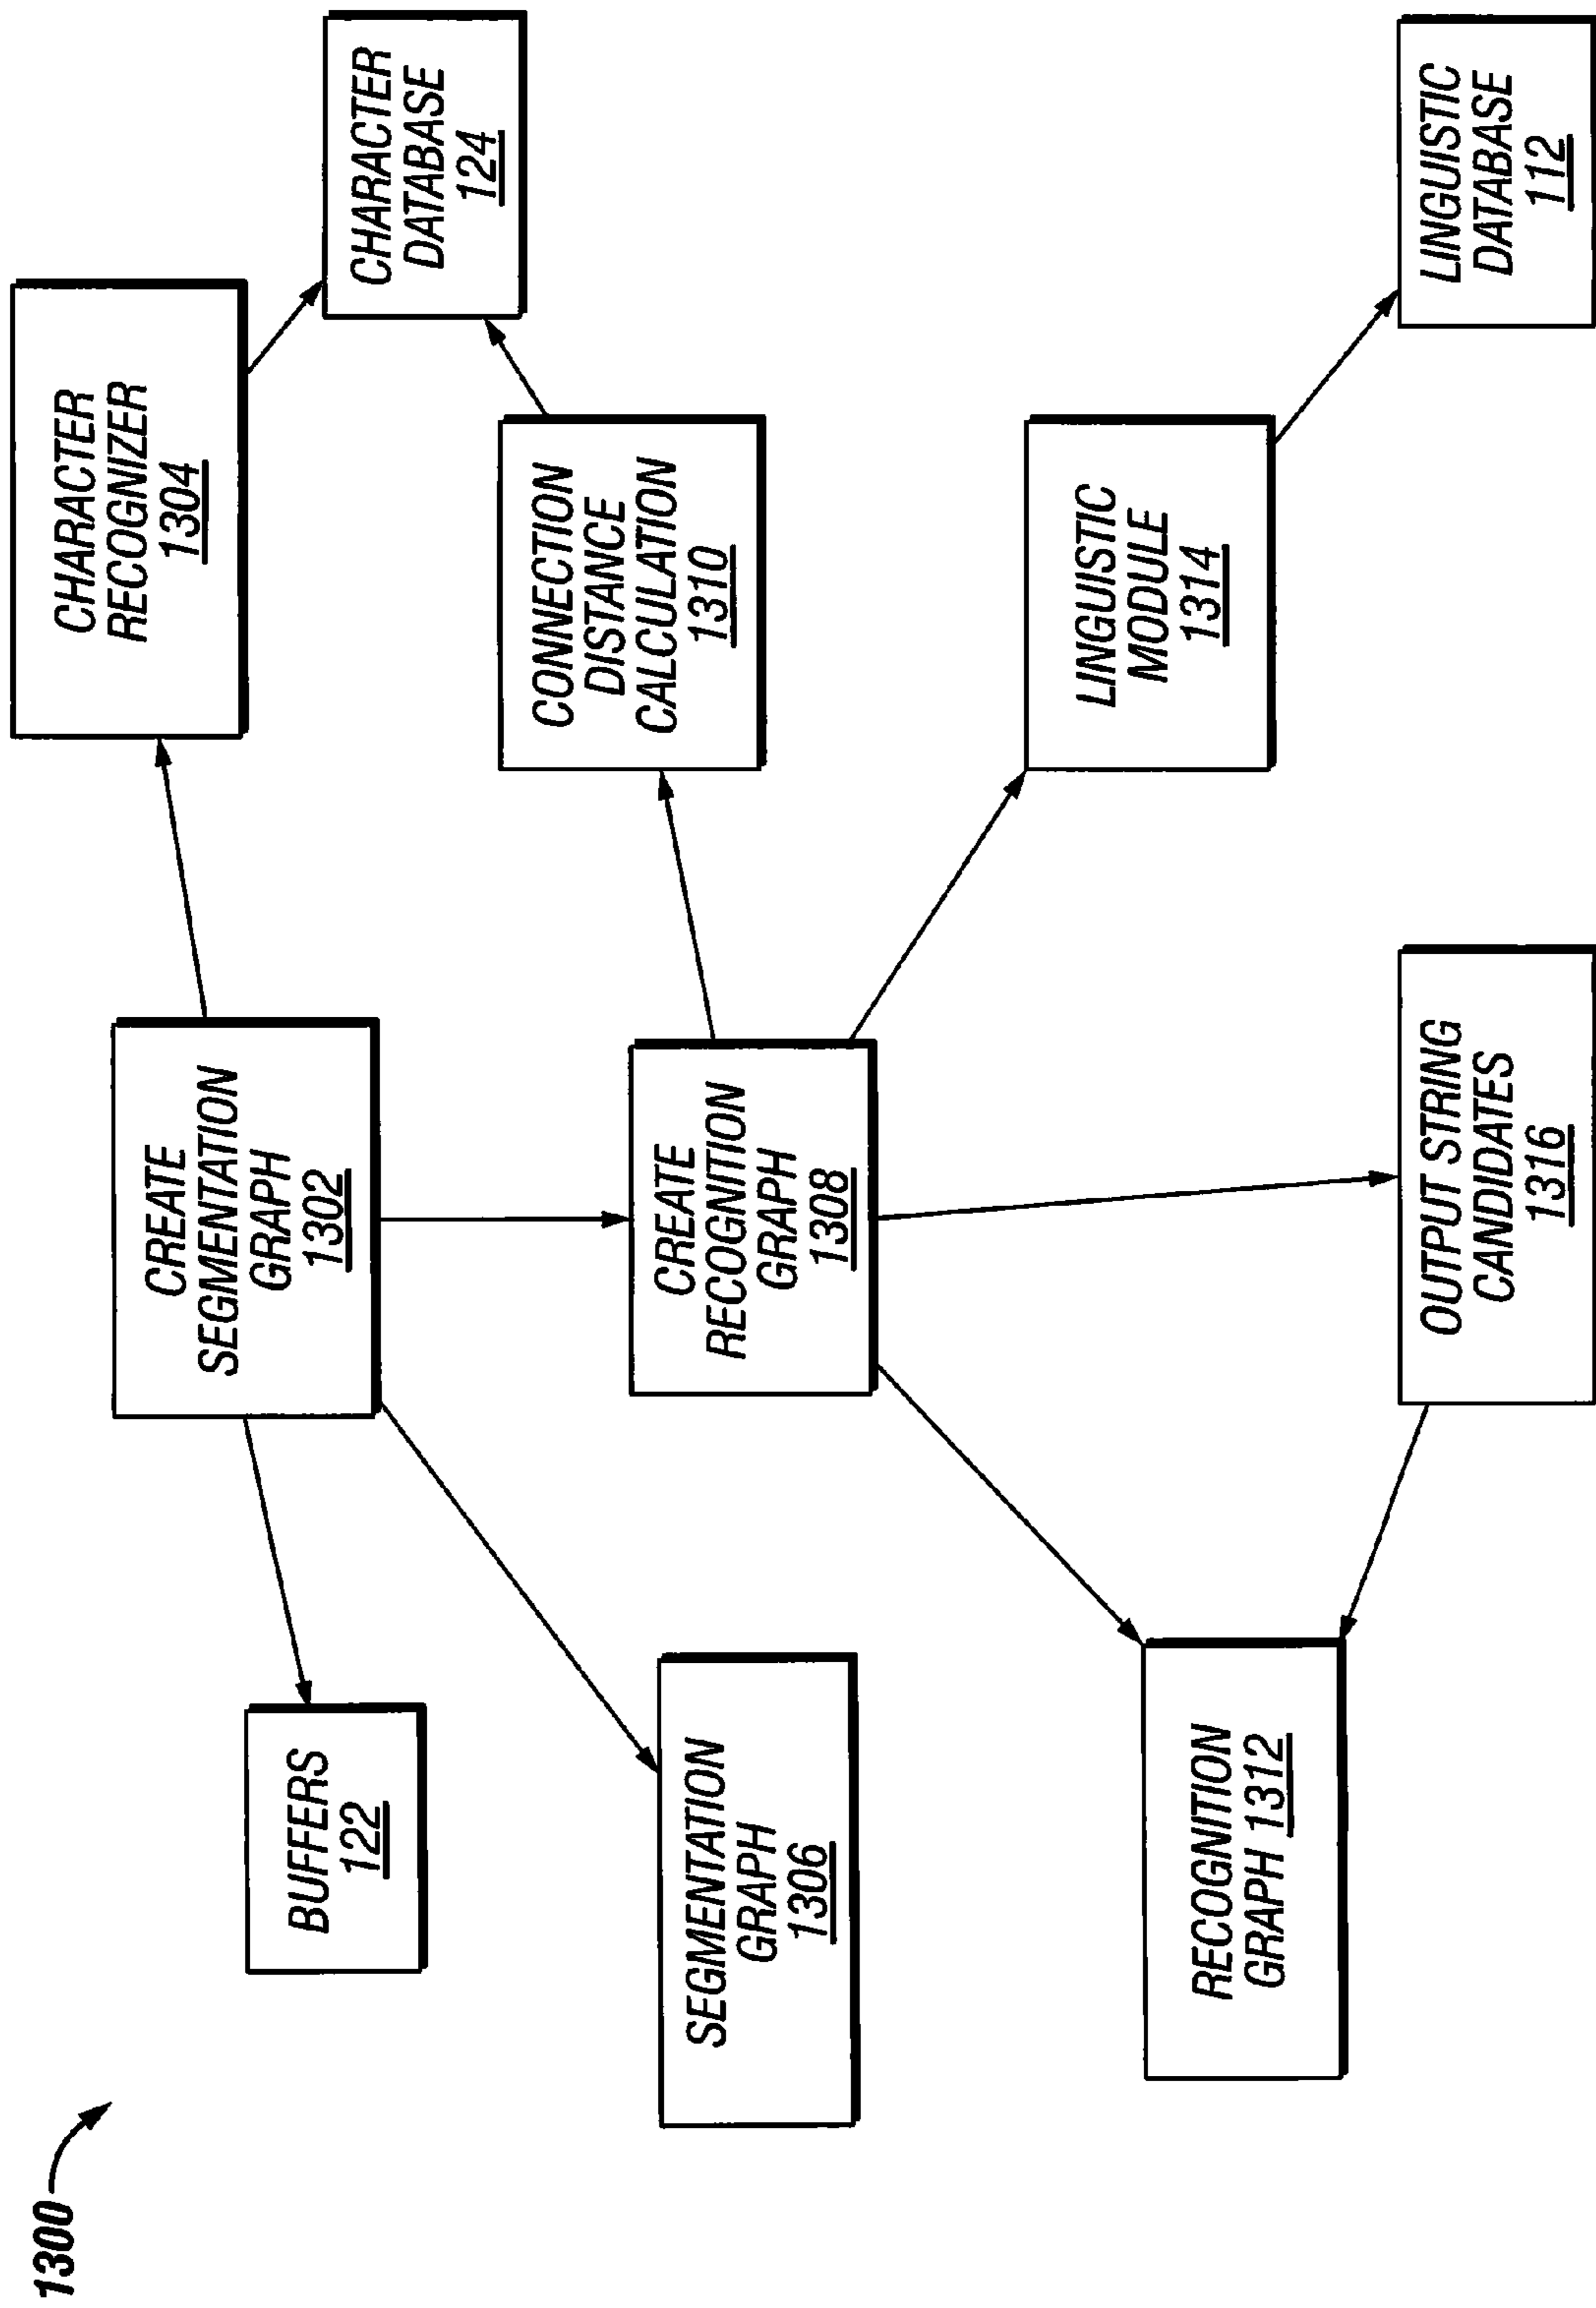 1300
CHARACTER
RECOGNIZER
1304
CHARACTER
DATABASE
124
CREATE
SEGMENTATION
GRAPH
1302
BUFFERS
122
CONNECTION
DISTANCE
CALCULATION
1310
CREATE
RECOGNITION
GRAPH
1308
SEGMENTATION
GRAPH
1306
LINGUISTIC
MODULE
1314
RECOGNITION
GRAPH 1312
OUTPUT STRING
CANDIDATES
1316
LINGUISTIC
DATABASE
112